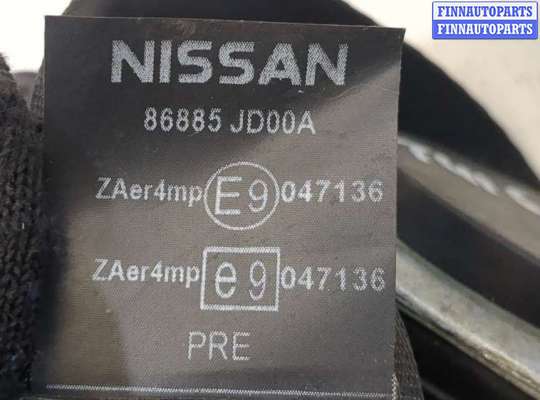 FINNAUTOPARTS
FINNAUTOPARTS
NISSAN
86885 JD00A
ZAer4mp E9 047136
ZAer4mp e9 047136
PRE